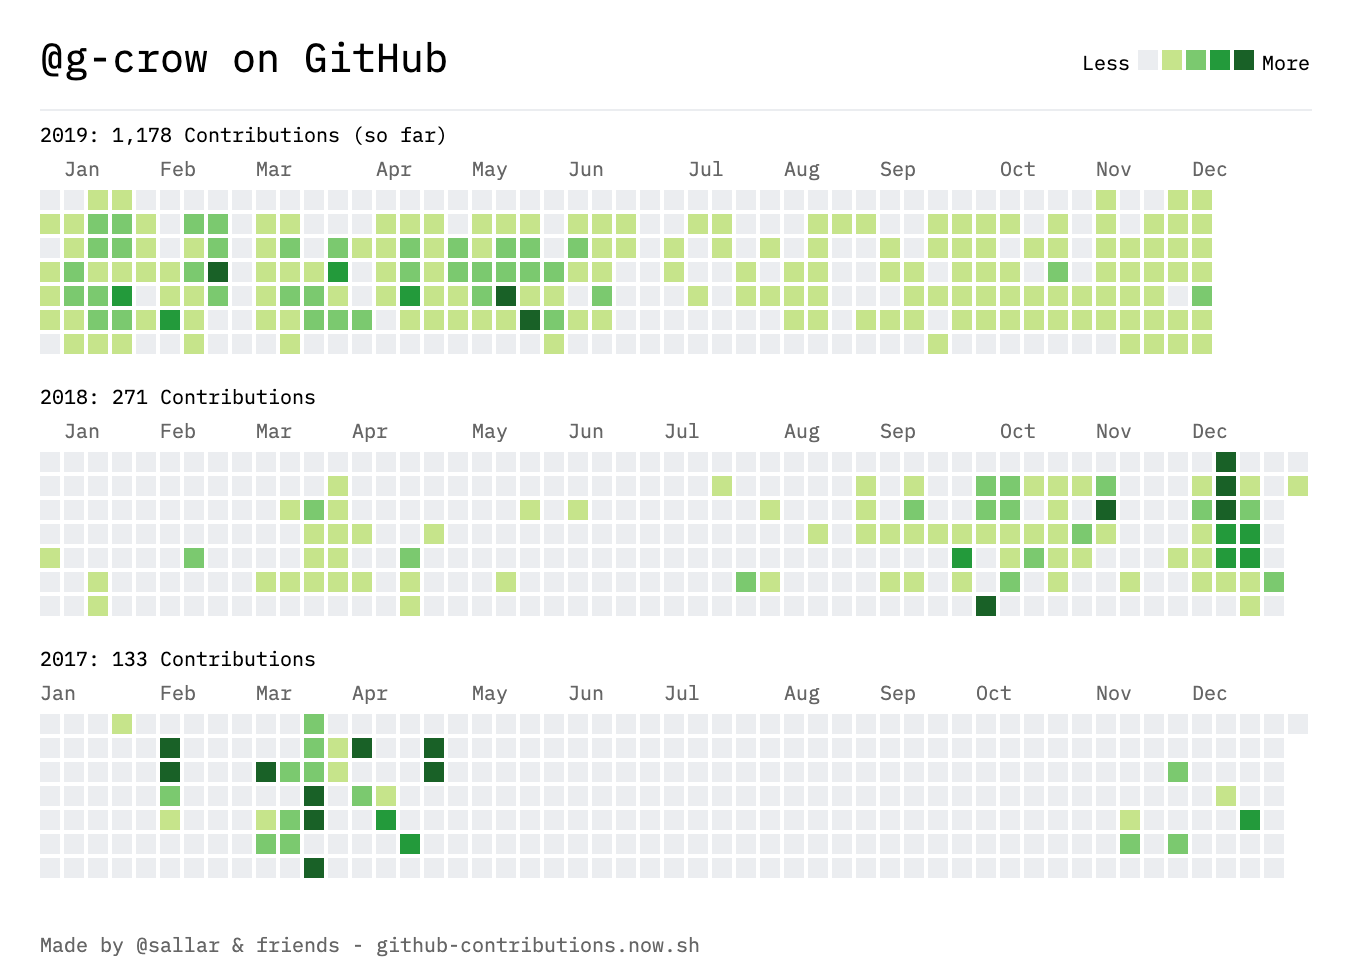 @g-crow on GitHub
Less More
2019: 1,178 Contributions (so far)
Jan Feb Mar Apr May Jun Jul Aug Sep Oct Nov Dec
2018: 271 Contributions
Jan Feb Mar Apr May Jun Jul Aug Sep Oct Nov Dec
2017: 133 Contributions
Jan Feb Mar Apr May Jun Jul Aug Sep Oct Nov Dec
Made by @sallar & friends - github-contributions.now.sh